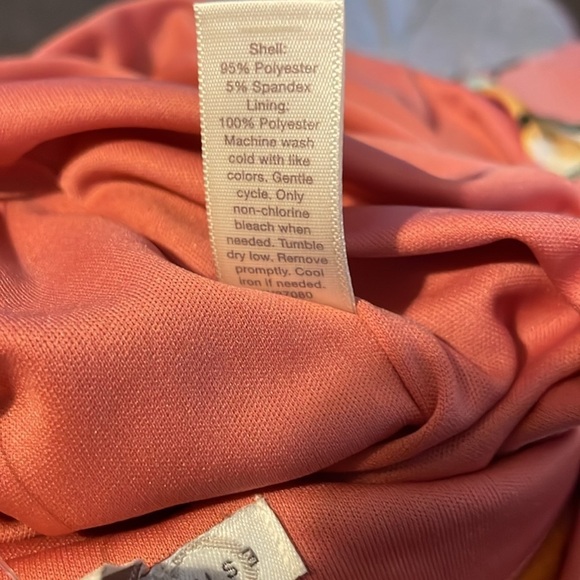 Shell:
95% Polyester
5% Spandex
Lining:
100% Polyester
Machine wash
cold with like
colors. Gentle
cycle. Only
non-chlorine
bleach when
needed. Tumble
dry low. Remove
promptly. Cool
iron if needed.